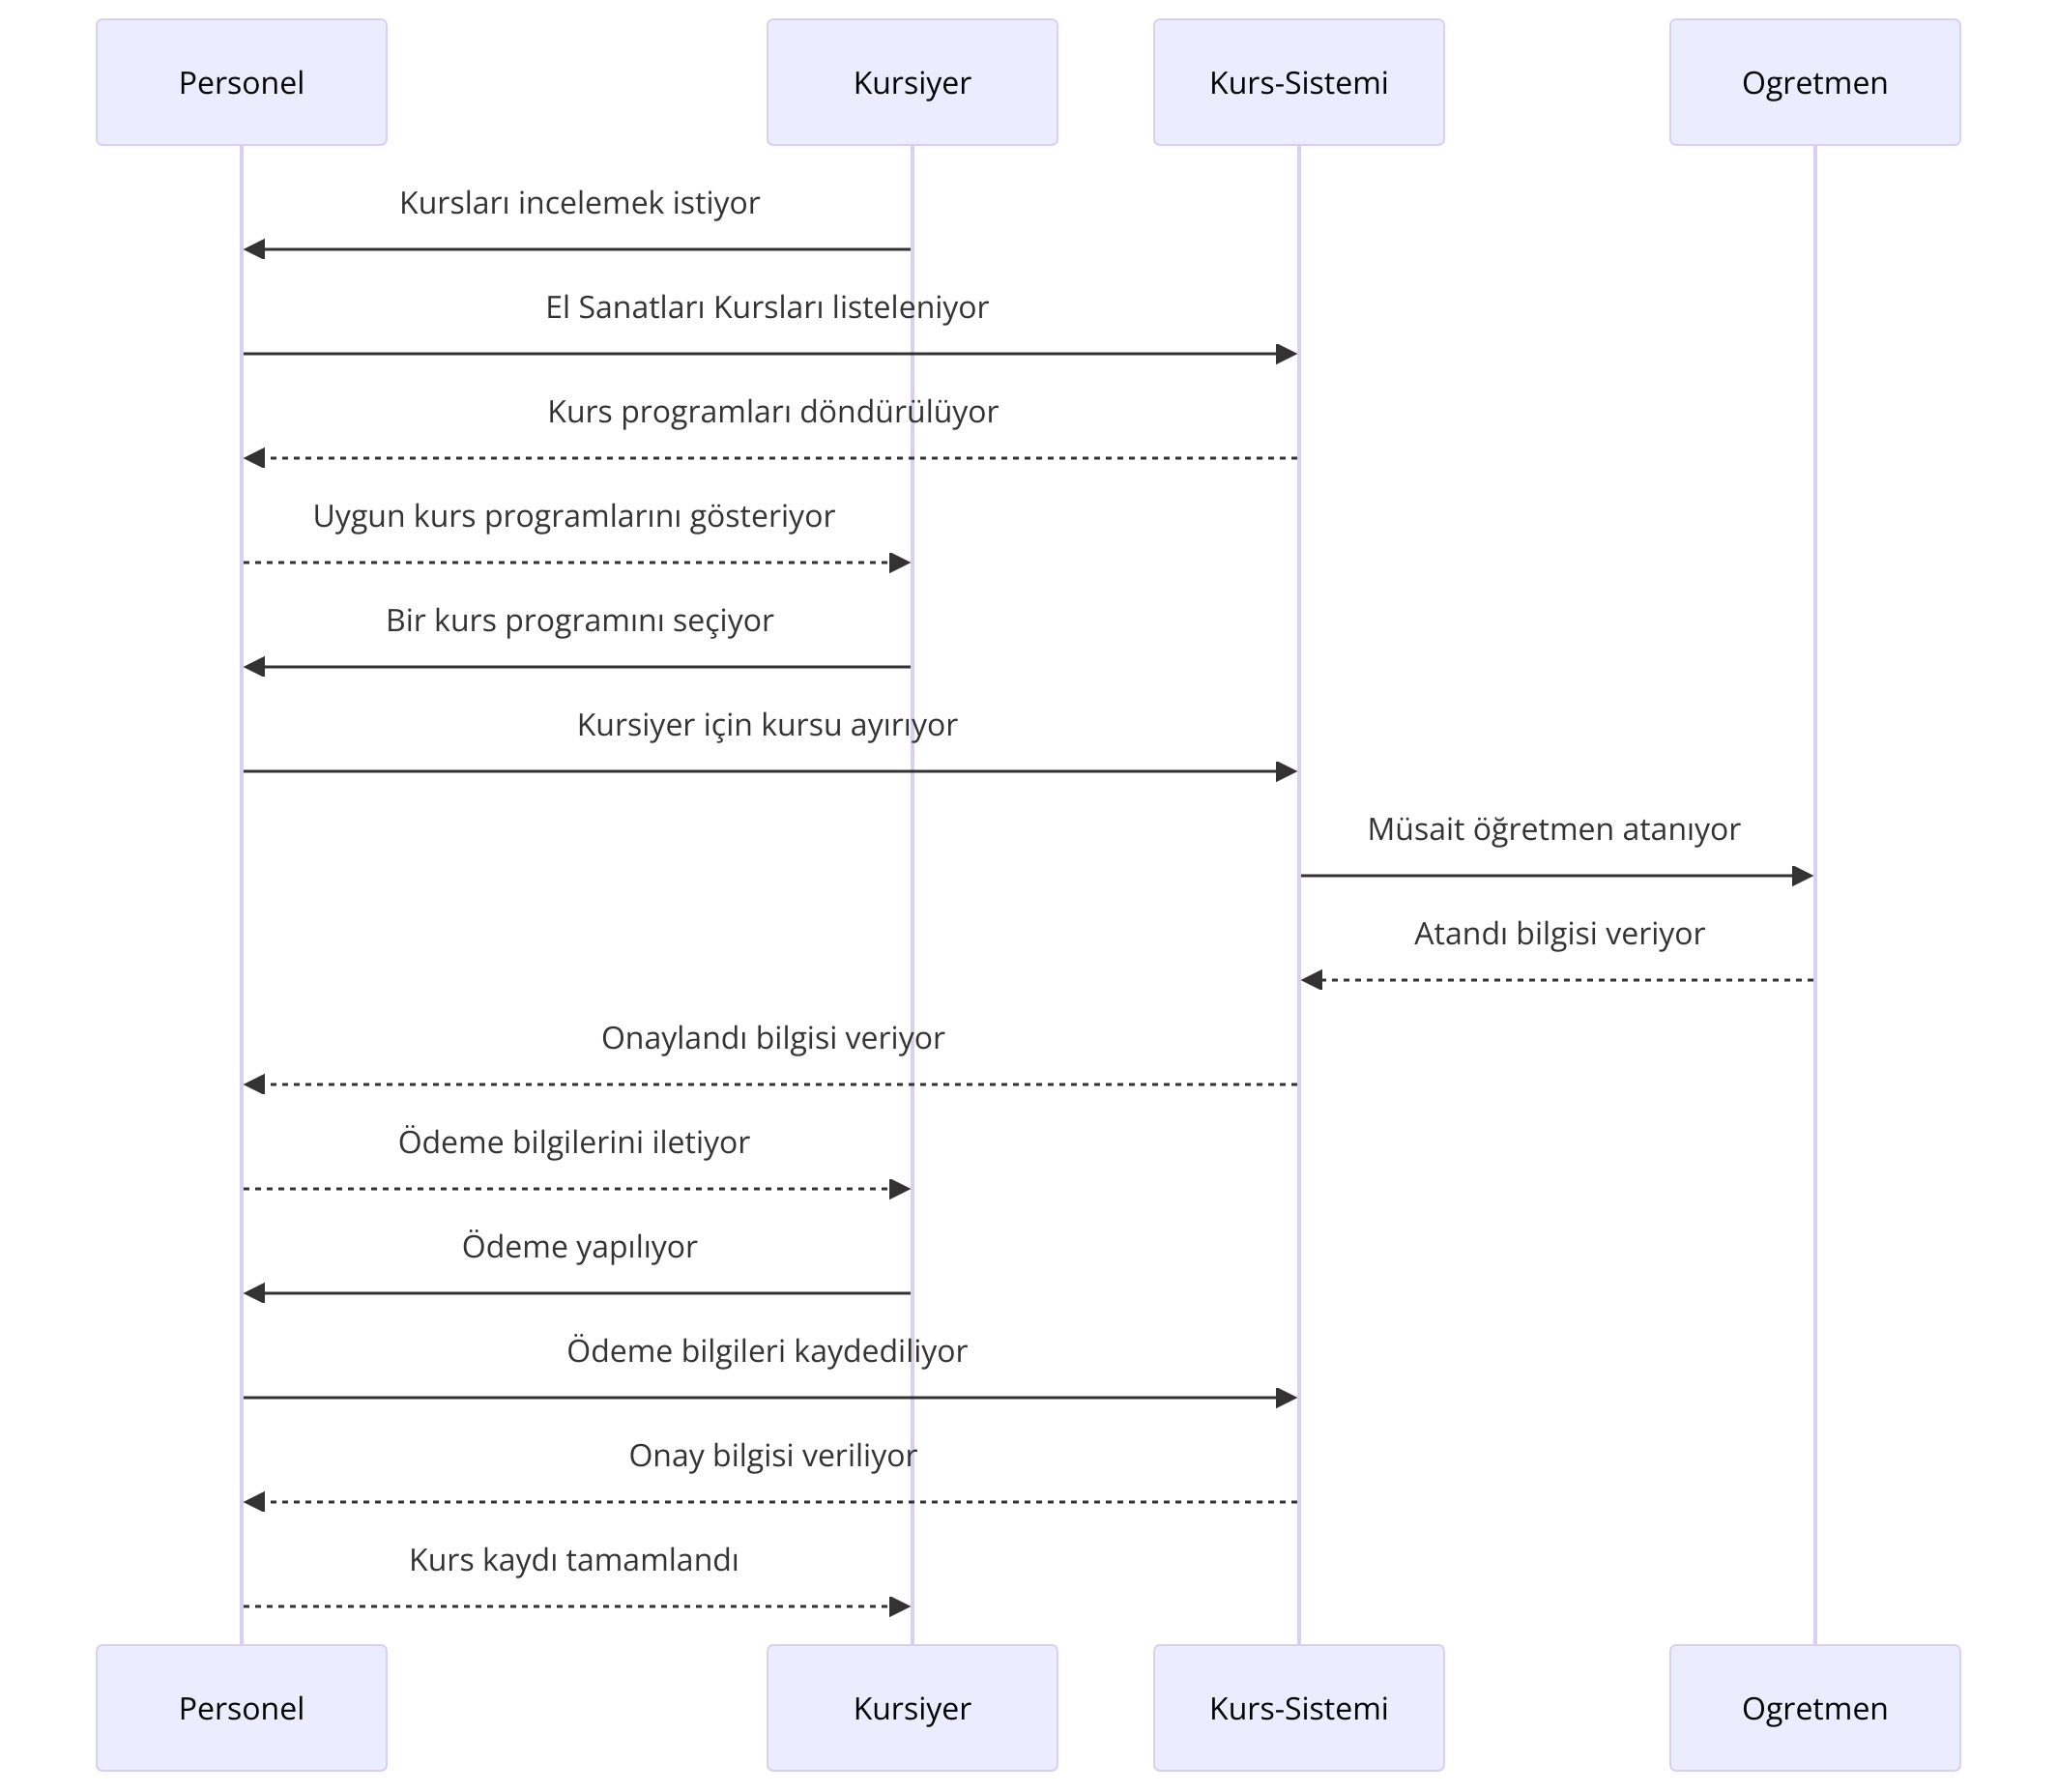 Personel
Kursiyer
Kurs-Sistemi
Ogretmen
Kursları incelemek istiyor
El Sanatları Kursları listeleniyor
Kurs programları döndürülüyor
Uygun kurs programlarını gösteriyor
Bir kurs programını seçiyor
Kursiyer için kursu ayırıyor
Müsait öğretmen atanıyor
Atandı bilgisi veriyor
Onaylandı bilgisi veriyor
Ödeme bilgilerini iletiyor
Ödeme yapılıyor
Ödeme bilgileri kaydediliyor
Onay bilgisi veriliyor
Kurs kaydı tamamlandı
Personel
Kursiyer
Kurs-Sistemi
Ogretmen